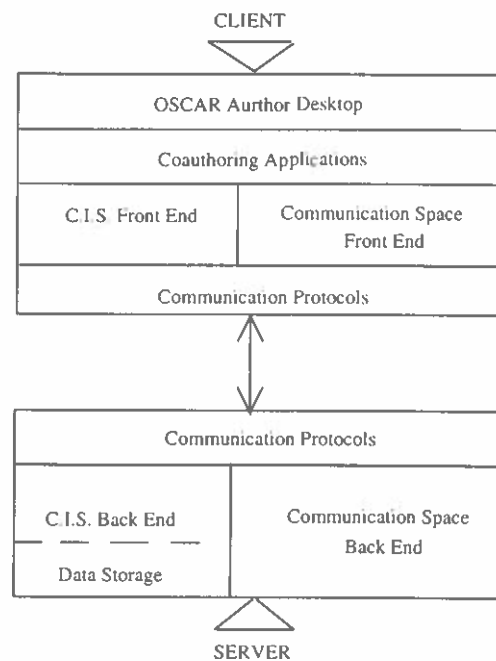 CLIENT
OSCAR Aurthor Desktop
Coauthoring Applications
C.I.S. Front End
Communication Space
Front End
Communication Protocols
Communication Protocols
C.I.S. Back End
Data Storage
Communication Space
Back End
SERVER